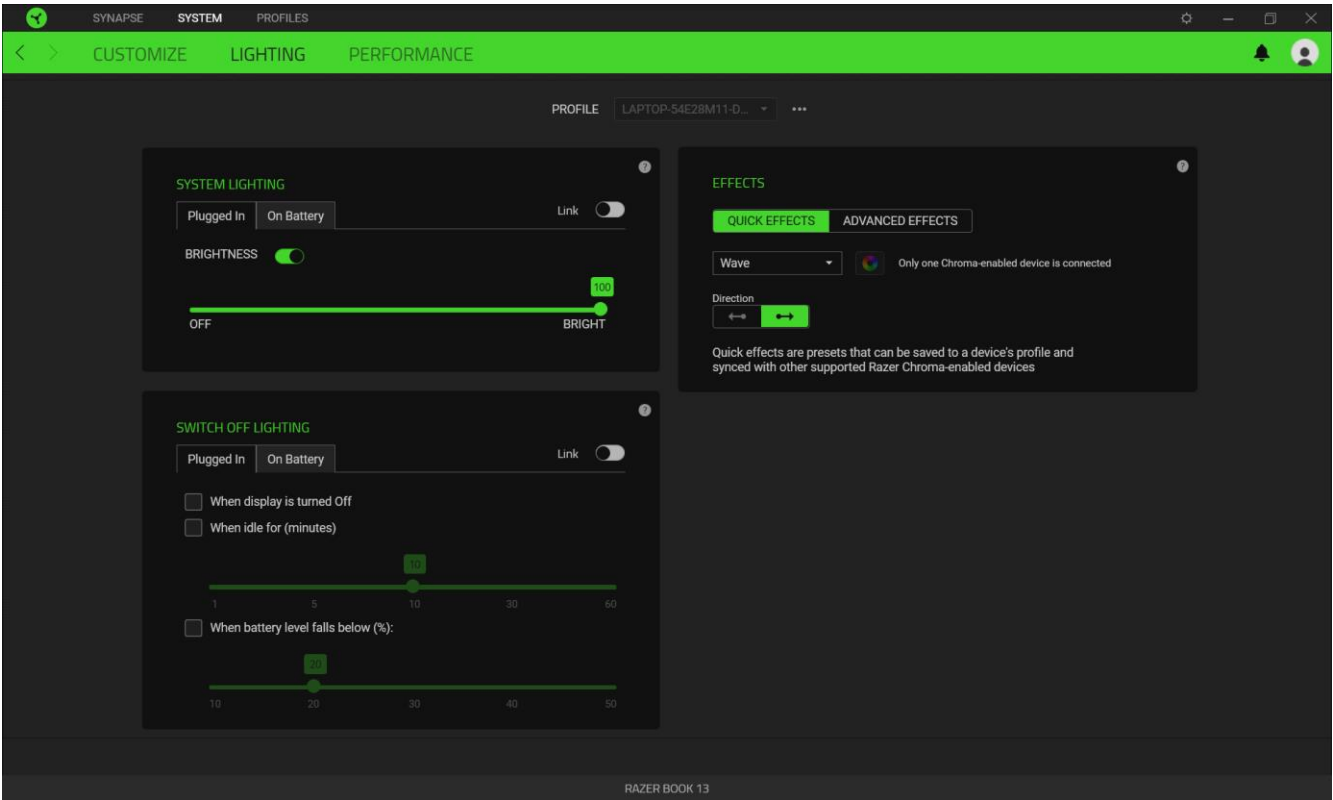 SYNAPSE SYSTEM PROFILES
CUSTOMIZE LIGHTING PERFORMANCE
PROFILE LAPTOP-54E28M11-D...
SYSTEM LIGHTING
Plugged In On Battery Link
BRIGHTNESS
100
OFF BRIGHT
EFFECTS
QUICK EFFECTS ADVANCED EFFECTS
Wave Only one Chroma-enabled device is connected
Direction
Quick effects are presets that can be saved to a device's profile and
synced with other supported Razer Chroma-enabled devices
SWITCH OFF LIGHTING
Plugged In On Battery Link
When display is turned Off
When idle for (minutes)
10
1 5 10 30 60
When battery level falls below (%):
20
10 20 30 40 50
RAZER BOOK 13